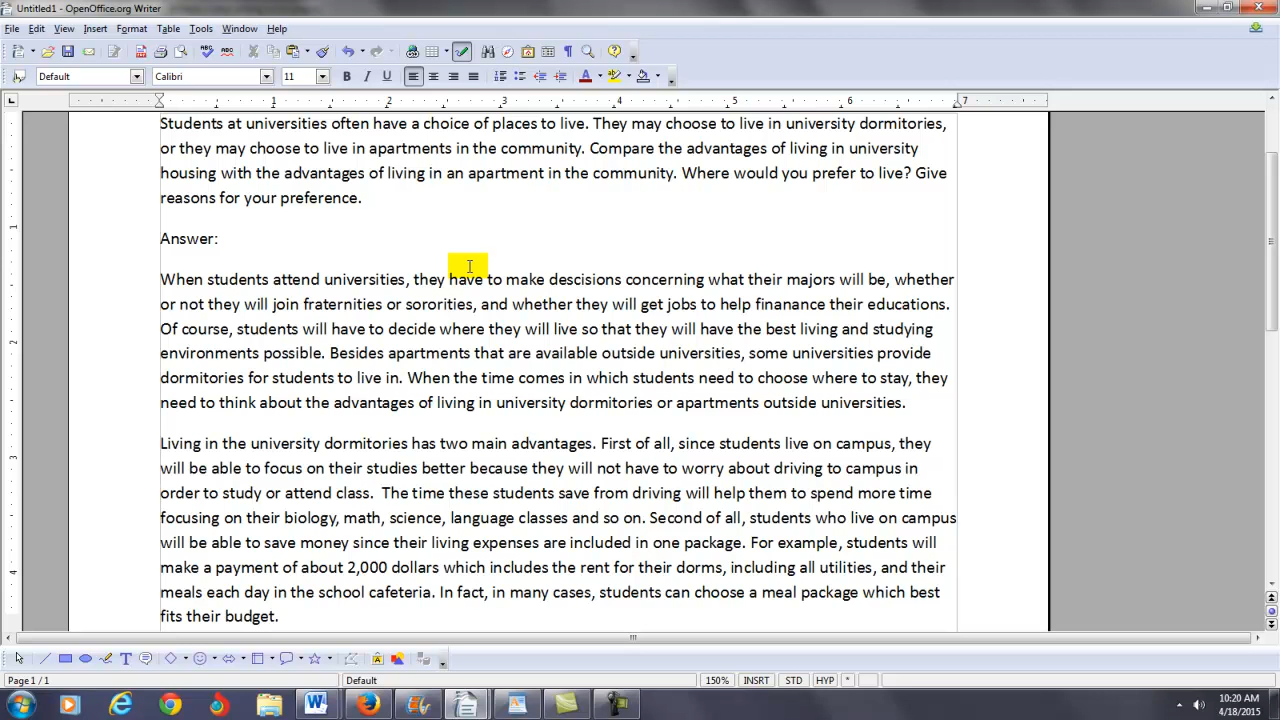 Untitled1 - OpenOffice.org Writer
File Edit View Insert Format Table Tools Window Help
Default Calibri 11
1 2 3 4 5 6 7
Students at universities often have a choice of places to live. They may choose to live in university dormitories,
or they may choose to live in apartments in the community. Compare the advantages of living in university
housing with the advantages of living in an apartment in the community. Where would you prefer to live? Give
reasons for your preference.
Answer:
When students attend universities, they have to make descisions concerning what their majors will be, whether
or not they will join fraternities or sororities, and whether they will get jobs to help finanance their educations.
Of course, students will have to decide where they will live so that they will have the best living and studying
environments possible. Besides apartments that are available outside universities, some universities provide
dormitories for students to live in. When the time comes in which students need to choose where to stay, they
need to think about the advantages of living in university dormitories or apartments outside universities.
Living in the university dormitories has two main advantages. First of all, since students live on campus, they
will be able to focus on their studies better because they will not have to worry about driving to campus in
order to study or attend class.  The time these students save from driving will help them to spend more time
focusing on their biology, math, science, language classes and so on. Second of all, students who live on campus
will be able to save money since their living expenses are included in one package. For example, students will
make a payment of about 2,000 dollars which includes the rent for their dorms, including all utilities, and their
meals each day in the school cafeteria. In fact, in many cases, students can choose a meal package which best
fits their budget.
Page 1 / 1 Default 150% INSRT STD HYP *
10:20 AM
4/18/2015